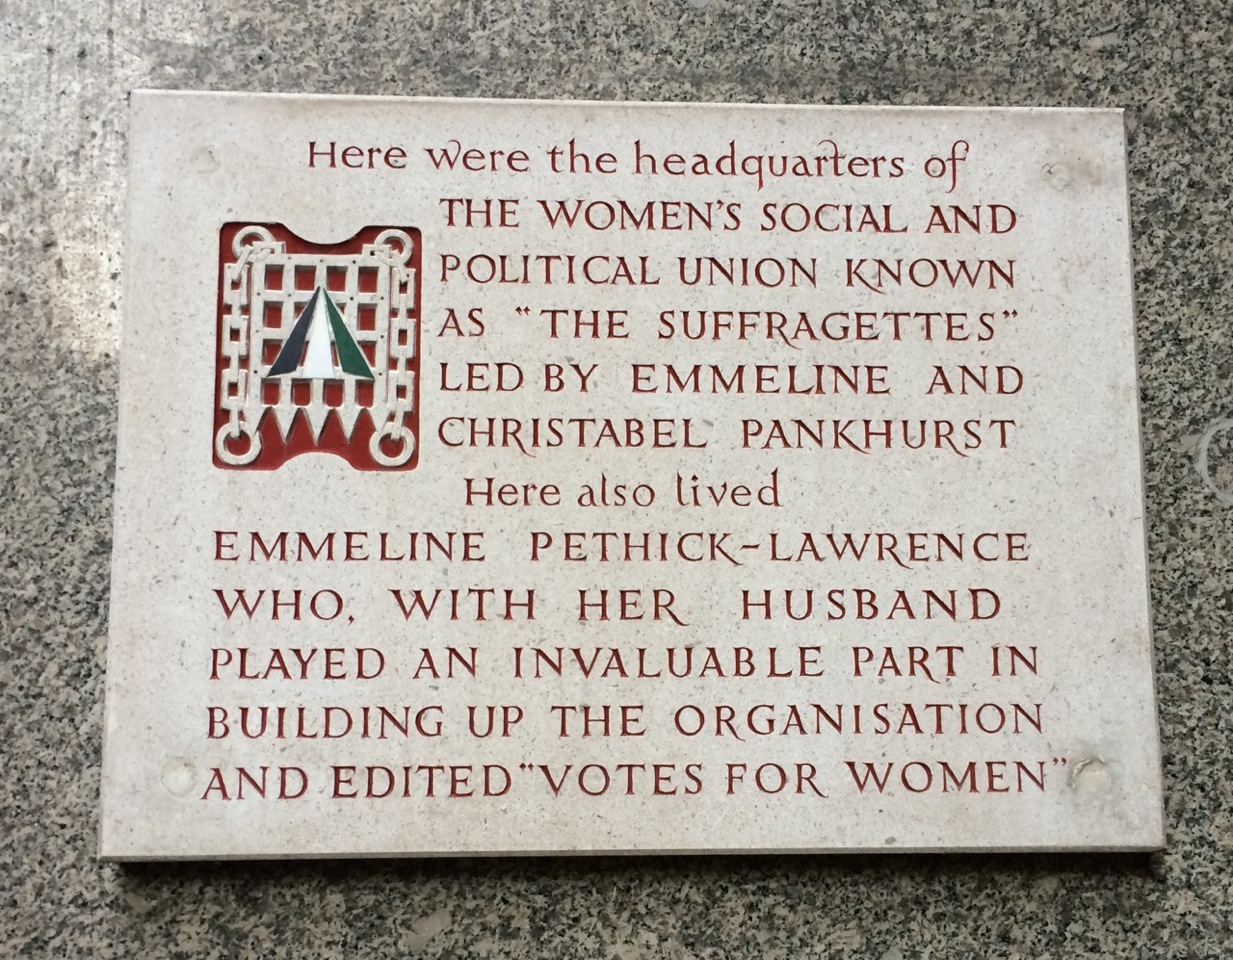 Here were the headquarters of
THE WOMEN'S SOCIAL AND
POLITICAL UNION KNOWN
AS "THE SUFFRAGETTES"
LED BY EMMELINE AND
CHRISTABEL PANKHURST
Here also lived
EMMELINE PETHICK-LAWRENCE
WHO, WITH HER HUSBAND
PLAYED AN INVALUABLE PART IN
BUILDING UP THE ORGANISATION
AND EDITED "VOTES FOR WOMEN"